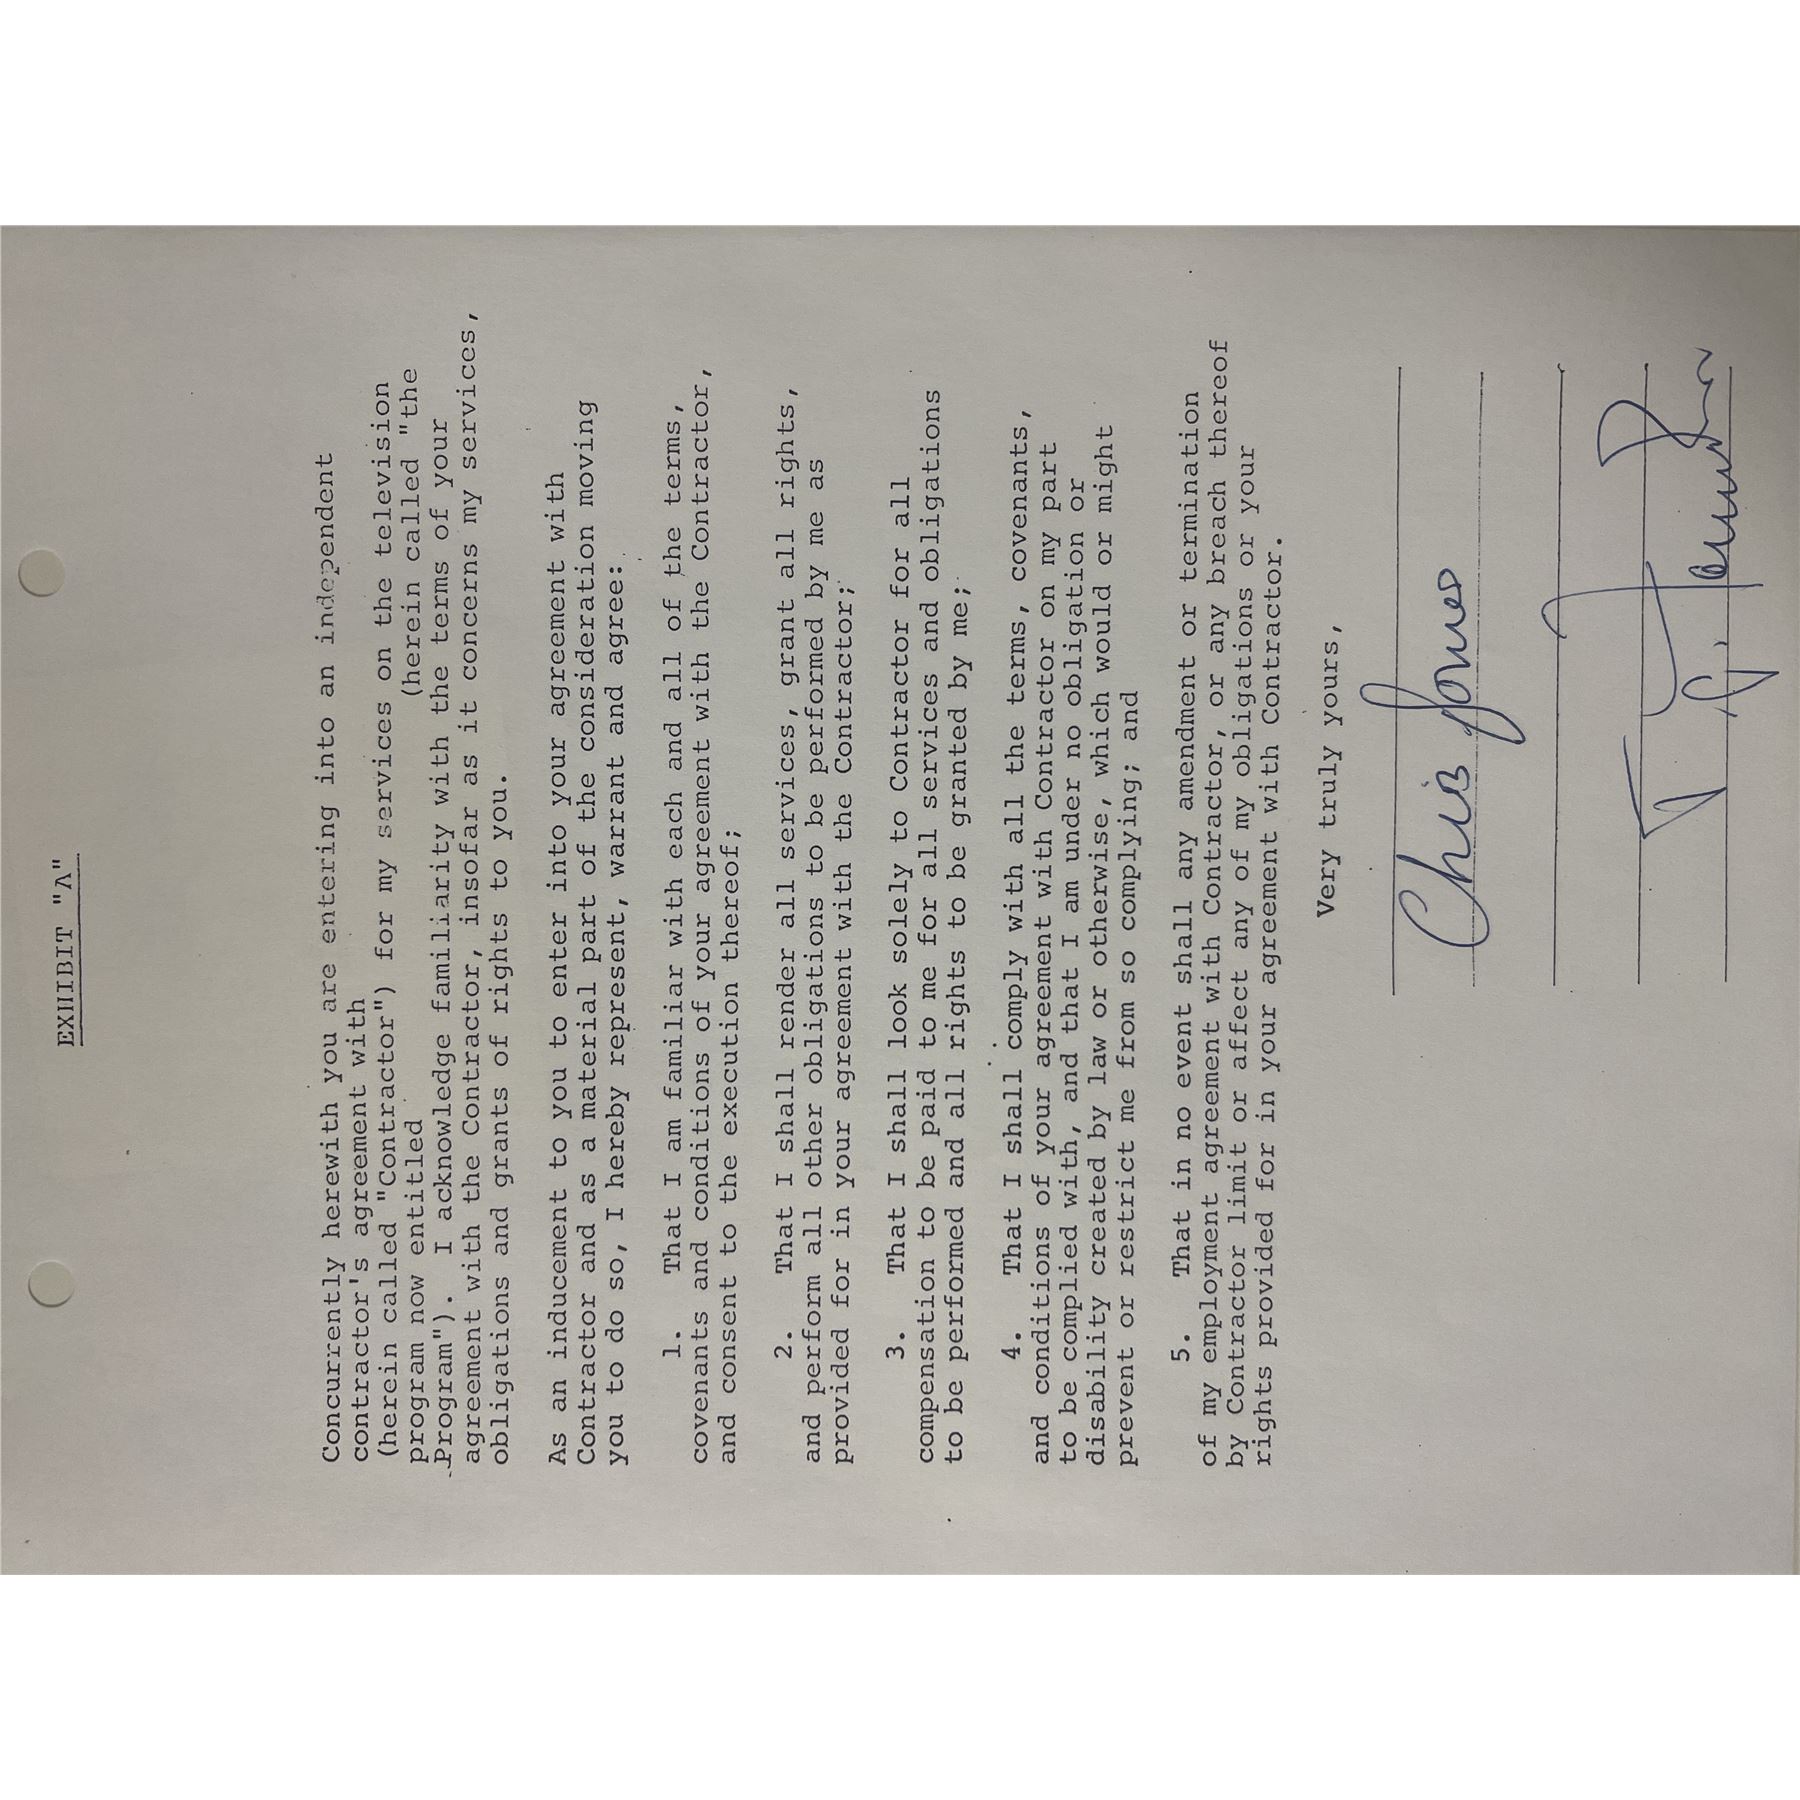 EXHIBIT "A"
Concurrently herewith you are entering into an independent
contractor's agreement with
(herein called "Contractor") for my services on the television
program now entitled (herein called "the
Program"). I acknowledge familiarity with the terms of your
agreement with the Contractor, insofar as it concerns my services,
obligations and grants of rights to you.
As an inducement to you to enter into your agreement with
Contractor and as a material part of the consideration moving
you to do so, I hereby represent, warrant and agree:
1. That I am familiar with each and all of the terms,
covenants and conditions of your agreement with the Contractor,
and consent to the execution thereof;
2. That I shall render all services, grant all rights,
and perform all other obligations to be performed by me as
provided for in your agreement with the Contractor;
3. That I shall look solely to Contractor for all
compensation to be paid to me for all services and obligations
to be performed and all rights to be granted by me;
4. That I shall comply with all the terms, covenants,
and conditions of your agreement with Contractor on my part
to be complied with, and that I am under no obligation or
disability created by law or otherwise, which would or might
prevent or restrict me from so complying; and
5. That in no event shall any amendment or termination
of my employment agreement with Contractor, or any breach thereof
by Contractor limit or affect any of my obligations or your
rights provided for in your agreement with Contractor.
Very truly yours,
Chris Jones